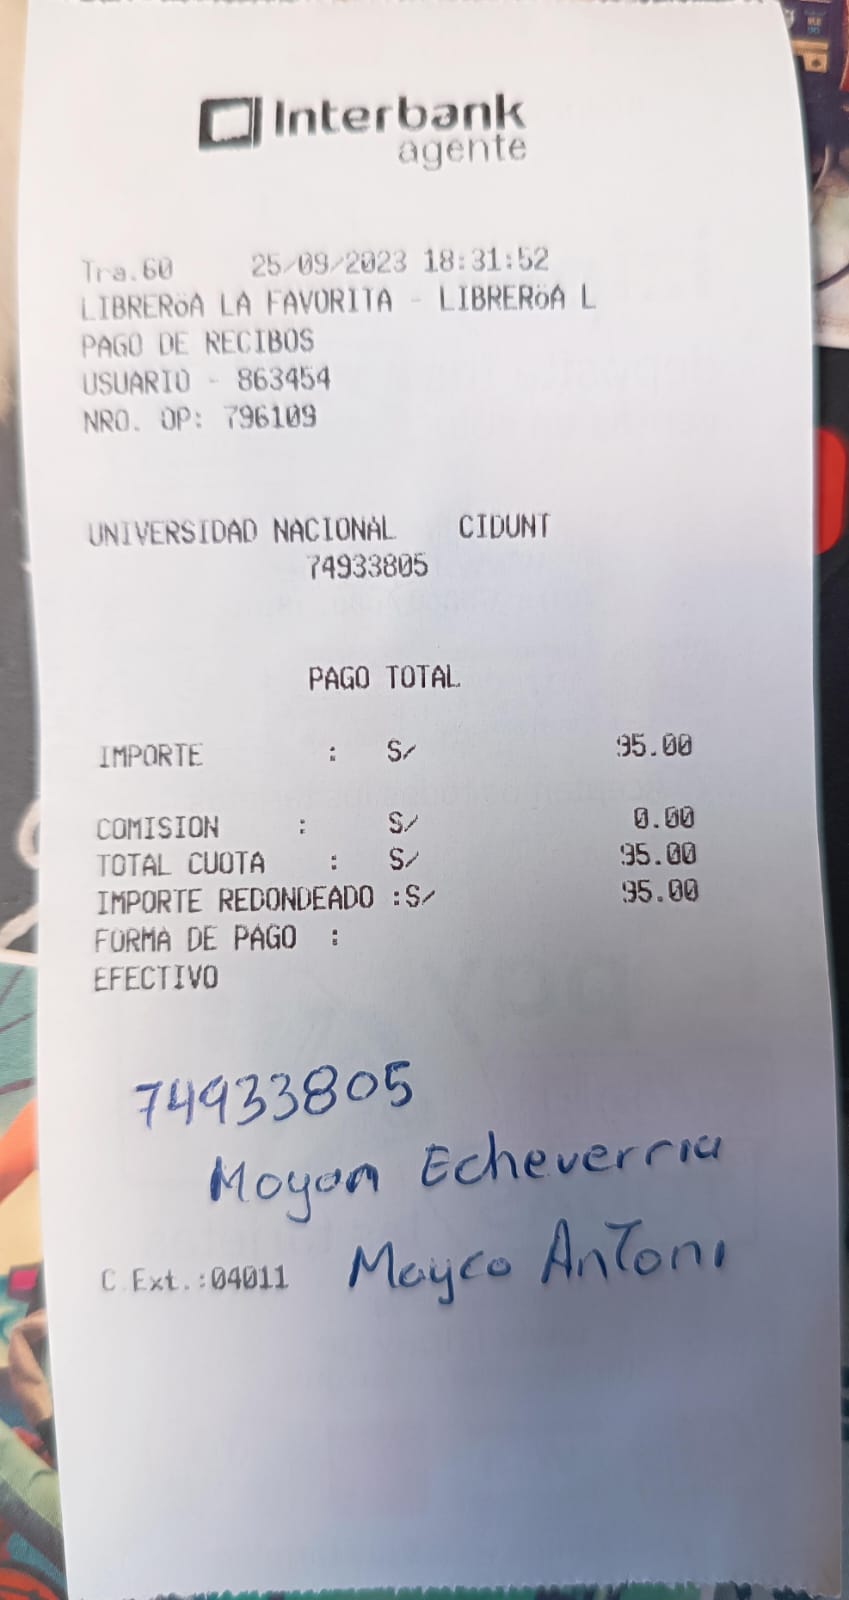 Interbank
agente
Tra.60 25/09/2023 18:31:52
LIBRERöA LA FAVORITA - LIBRERöA L
PAGO DE RECIBOS
USUARIO - 863454
NRO. OP: 796109
UNIVERSIDAD NACIONAL CIDUNT
74933805
PAGO TOTAL
IMPORTE : S/ 95.00
COMISION : S/ 0.00
TOTAL CUOTA : S/ 95.00
IMPORTE REDONDEADO :S/ 95.00
FORMA DE PAGO :
EFECTIVO
74933805
Moyan Echeverria
C.Ext.:04011 Mayco Antoni